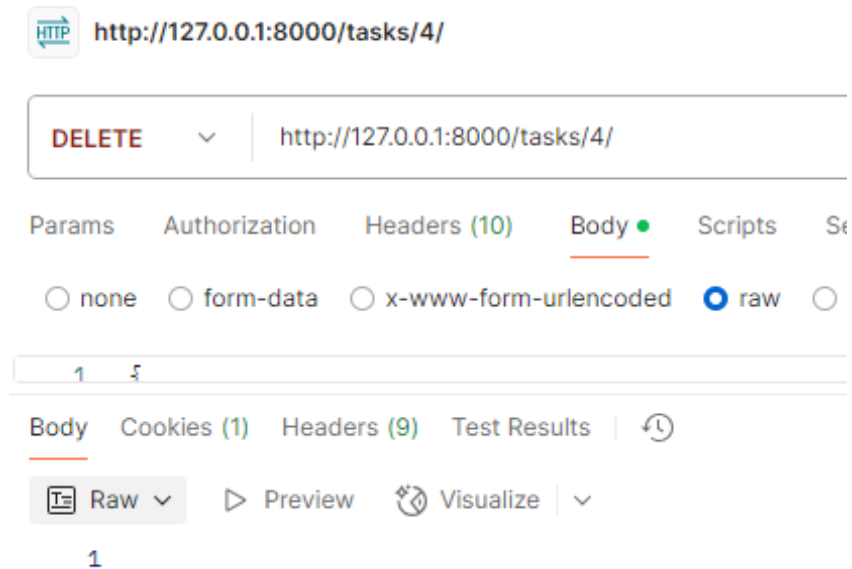 HTTP http://127.0.0.1:8000/tasks/4/
DELETE http://127.0.0.1:8000/tasks/4/
Params Authorization Headers (10) Body Scripts Se
none form-data x-www-form-urlencoded raw
1 {
Body Cookies (1) Headers (9) Test Results
Raw Preview Visualize
1